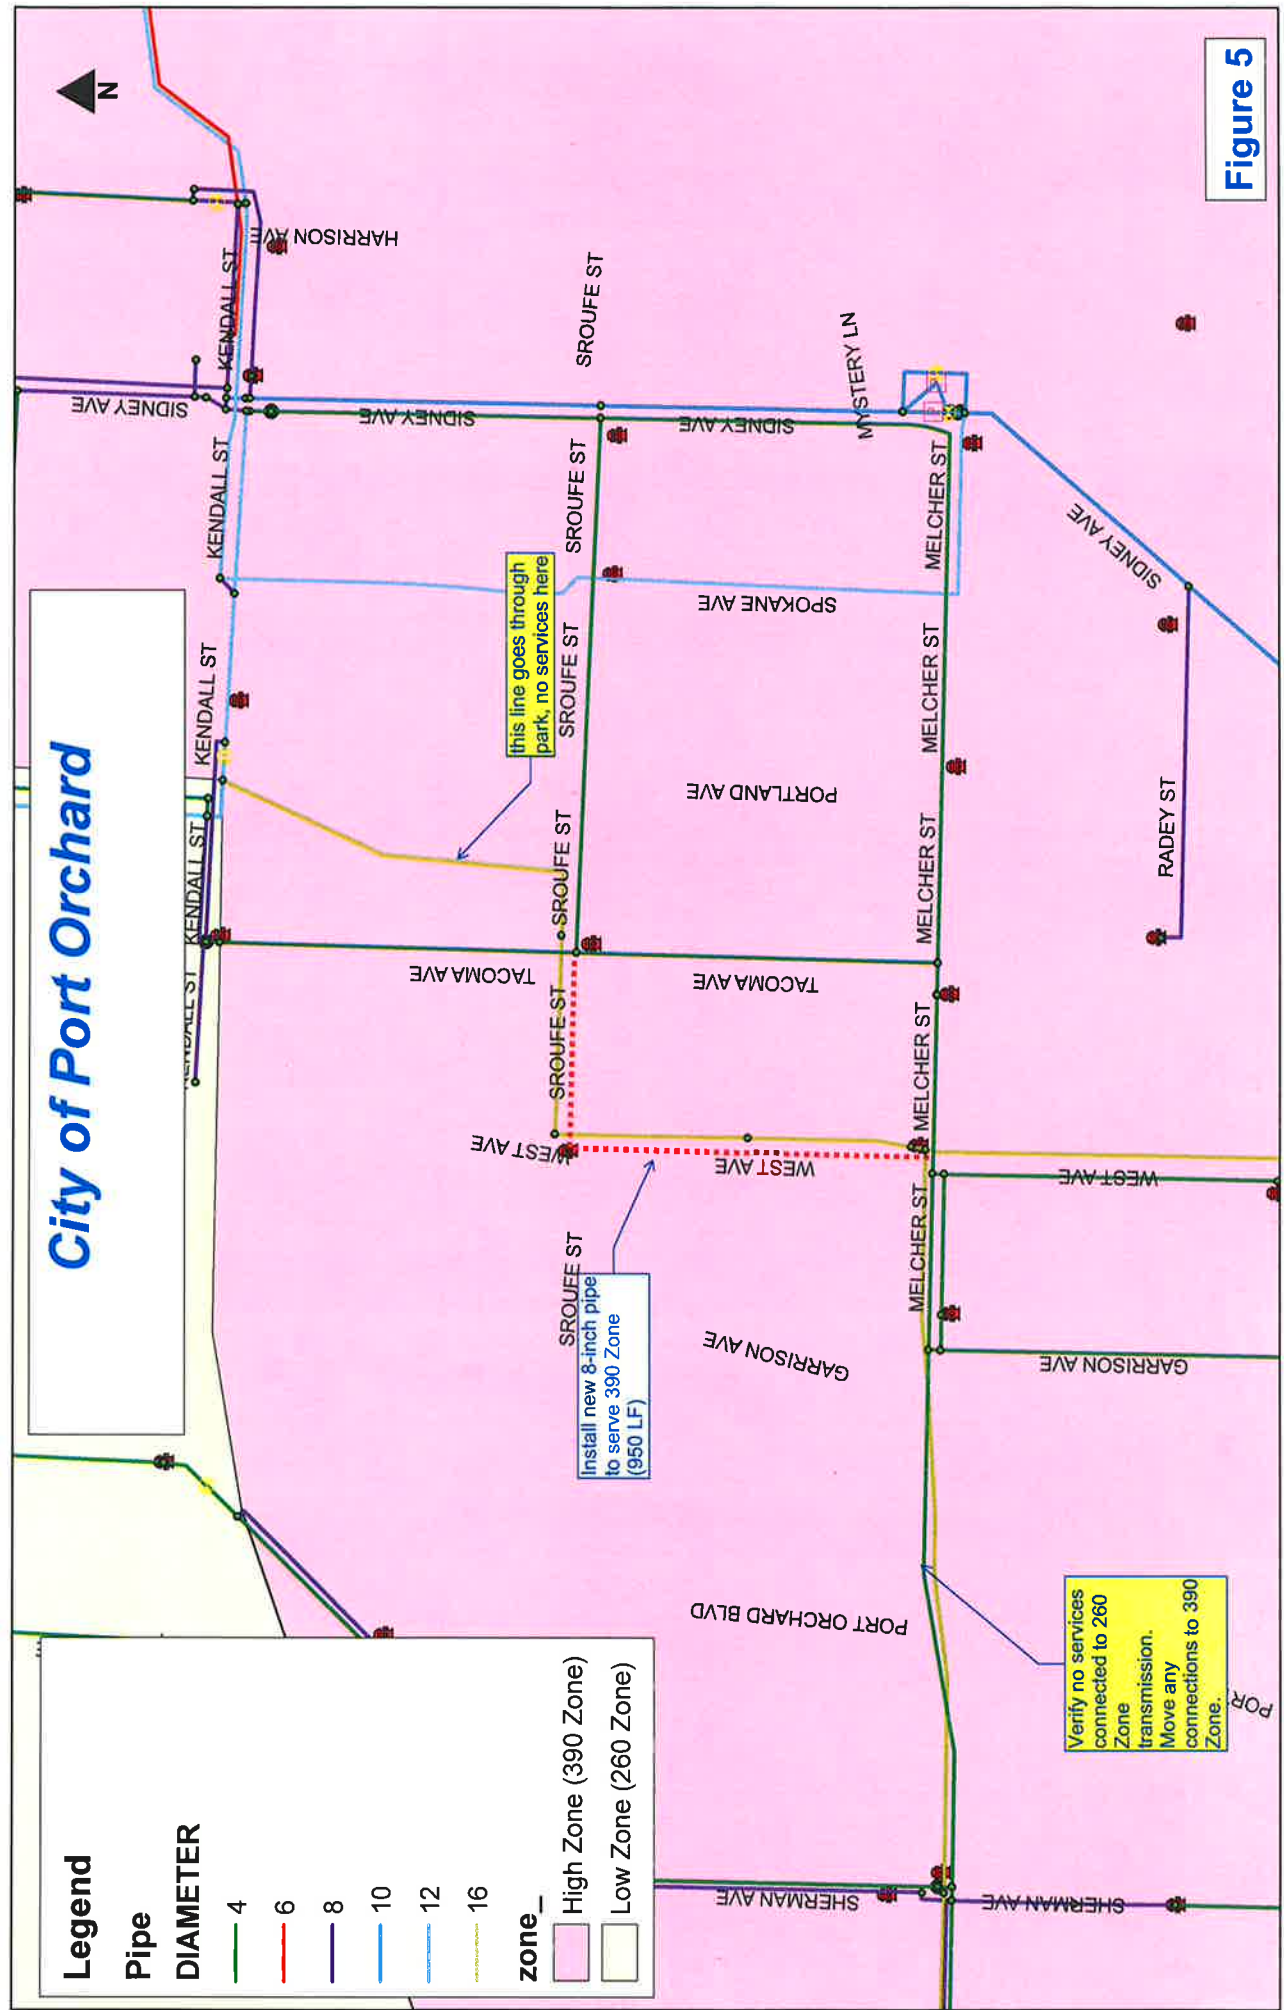 City of Port Orchard
N
Figure 5
KENDALL ST
KENDALL ST
KENDALL ST
KENDALL ST
HARRISON AVE
SIDNEY AVE
SIDNEY AVE
SIDNEY AVE
SIDNEY AVE
SROUFE ST
SROUFE ST
SROUFE ST
SROUFE ST
SROUFE ST
SROUFE ST
this line goes through
park, no services here
TACOMA AVE
TACOMA AVE
PORTLAND AVE
SPOKANE AVE
MYSTERY LN
WEST AVE
WEST AVE
WEST AVE
Install new 8-inch pipe
to serve 390 Zone
(950 LF)
GARRISON AVE
GARRISON AVE
MELCHER ST
MELCHER ST
MELCHER ST
MELCHER ST
MELCHER ST
RADEY ST
PORT ORCHARD BLVD
SHERMAN AVE
SHERMAN AVE
Verify no services
connected to 260
Zone
transmission.
Move any
connections to 390
Zone.
Legend
Pipe
DIAMETER
4
6
8
10
12
16
zone_
High Zone (390 Zone)
Low Zone (260 Zone)